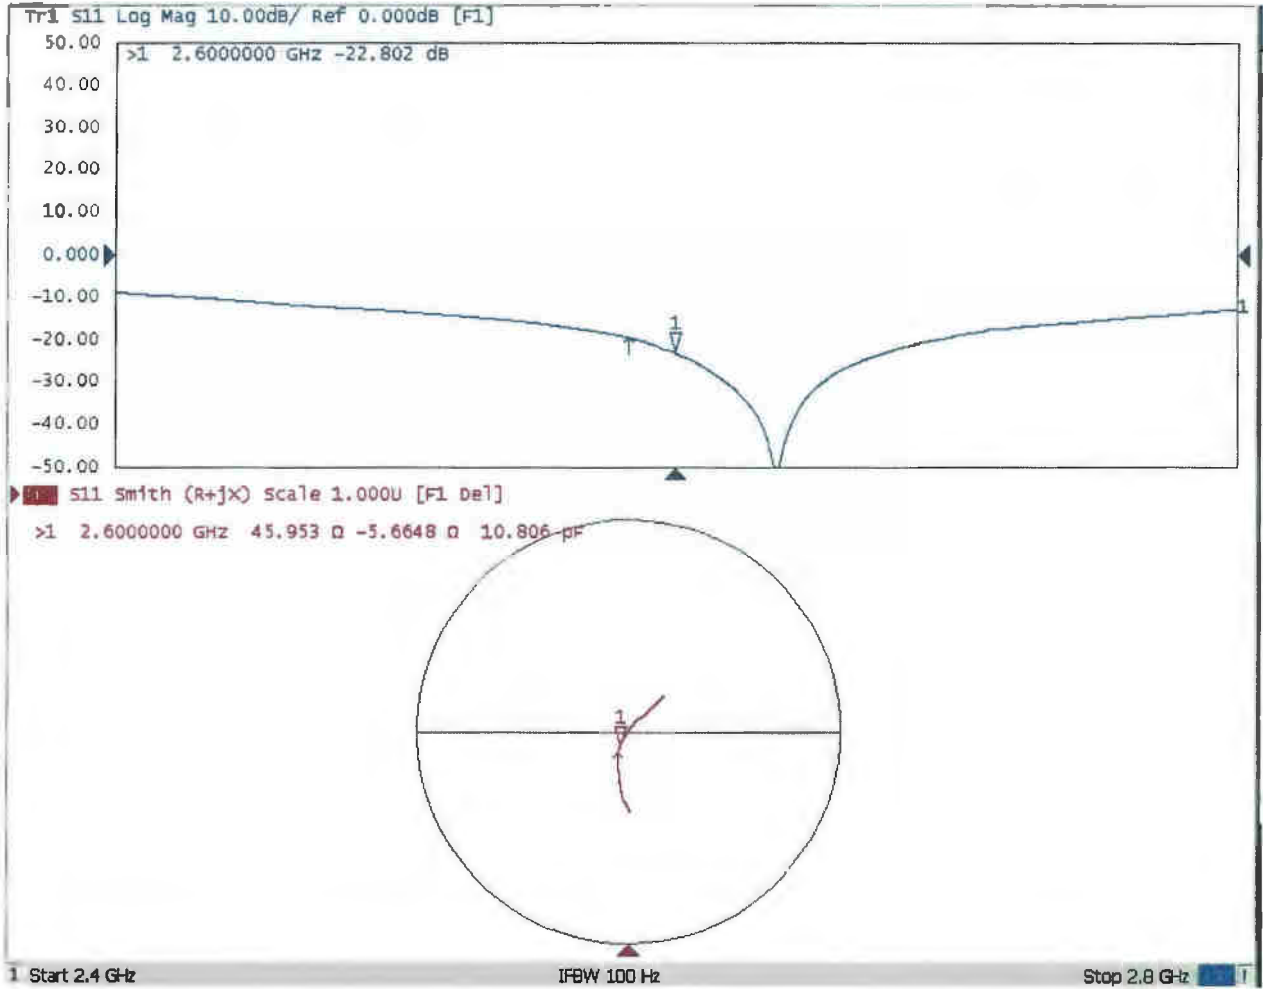 Tr1 S11 Log Mag 10.00dB/ Ref 0.000dB [F1]
50.00
>1 2.6000000 GHz -22.802 dB
40.00
30.00
20.00
10.00
0.000
-10.00
1
1
-20.00
-30.00
-40.00
-50.00
S11 Smith (R+jX) Scale 1.000U [F1 Del]
>1 2.6000000 GHz 45.953 Ω -5.6648 Ω 10.806 pF
1
1 Start 2.4 GHz IFBW 100 Hz Stop 2.8 GHz